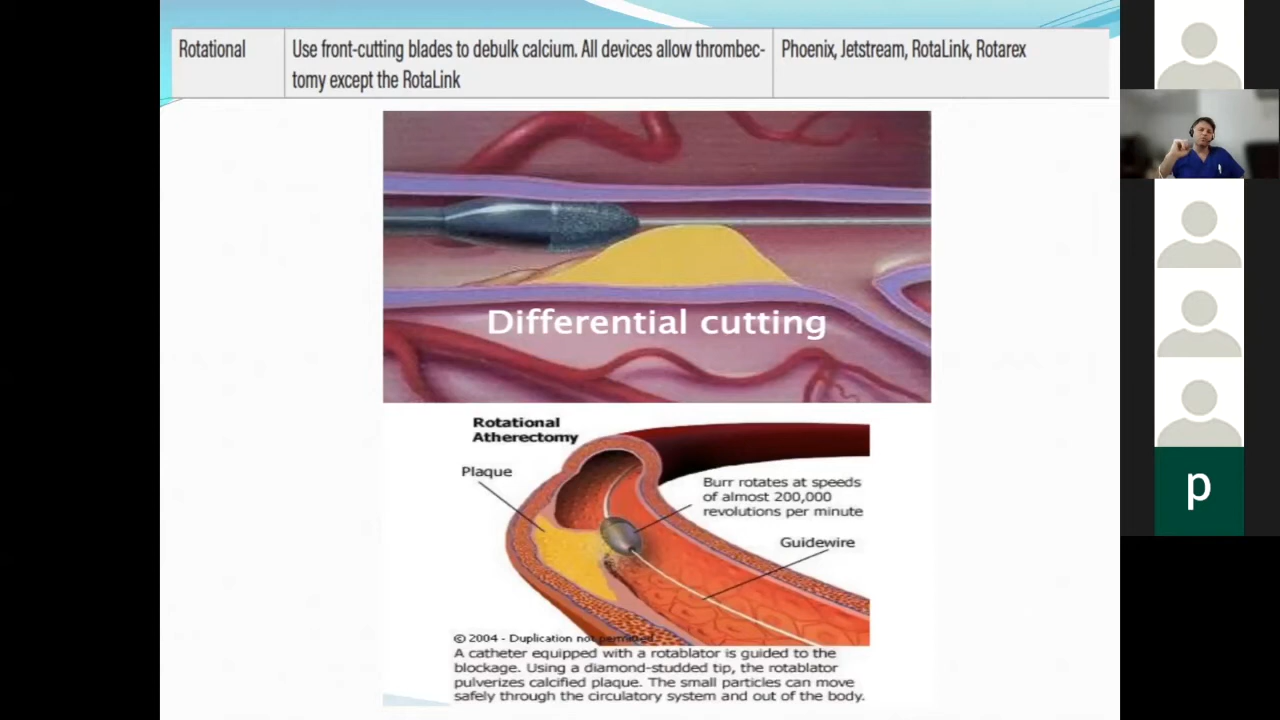 Rotational
Use front-cutting blades to debulk calcium. All devices allow thrombec-
tomy except the RotaLink
Phoenix, Jetstream, RotaLink, Rotarex
Differential cutting
Rotational
Atherectomy
Plaque
Burr rotates at speeds
of almost 200,000
revolutions per minute
Guidewire
© 2004 - Duplication not permitted
A catheter equipped with a rotablator is guided to the
blockage. Using a diamond-studded tip, the rotablator
pulverizes calcified plaque. The small particles can move
safely through the circulatory system and out of the body.
p